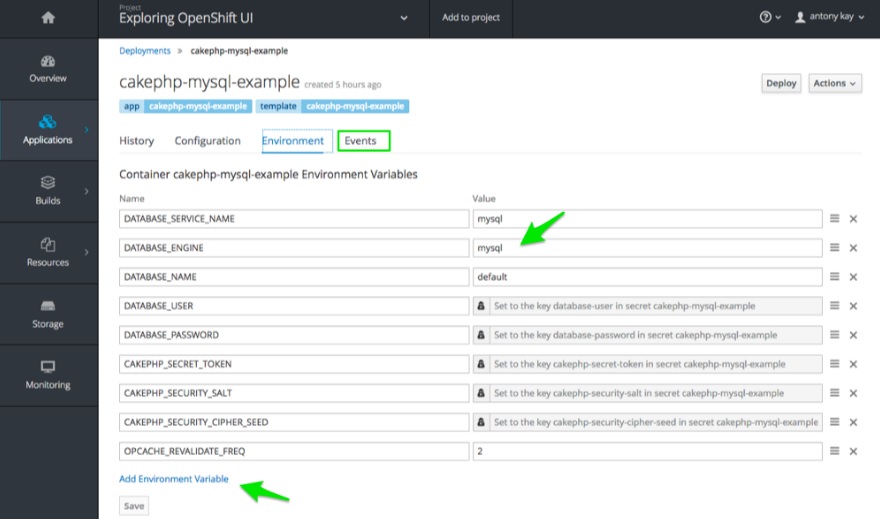 Project
Exploring OpenShift UI
Add to project
antony kay
Deployments » cakephp-mysql-example
cakephp-mysql-example created 5 hours ago
Deploy
Actions
app cakephp-mysql-example template cakephp-mysql-example
History Configuration Environment Events
Overview
Applications
Builds
Resources
Storage
Monitoring
Container cakephp-mysql-example Environment Variables
Name Value
DATABASE_SERVICE_NAME mysql
DATABASE_ENGINE mysql
DATABASE_NAME default
DATABASE_USER Set to the key database-user in secret cakephp-mysql-example
DATABASE_PASSWORD Set to the key database-password in secret cakephp-mysql-example
CAKEPHP_SECRET_TOKEN Set to the key cakephp-secret-token in secret cakephp-mysql-example
CAKEPHP_SECURITY_SALT Set to the key cakephp-security-salt in secret cakephp-mysql-example
CAKEPHP_SECURITY_CIPHER_SEED Set to the key cakephp-security-cipher-seed in secret cakephp-mysql-example
OPCACHE_REVALIDATE_FREQ 2
Add Environment Variable
Save